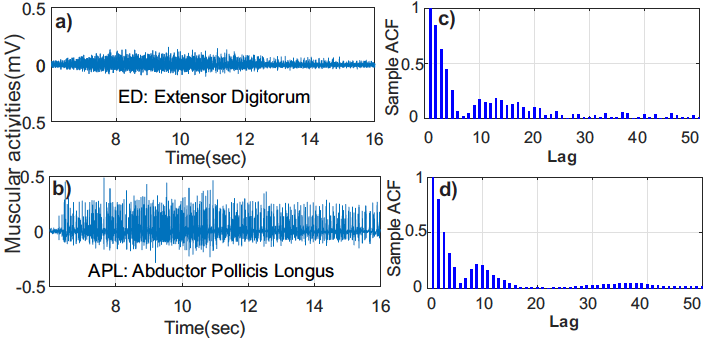 Muscular activities(mV)
a)
0.5
0
-0.5
8 10 12 14 16
ED: Extensor Digitorum
Time(sec)
b)
0.5
0
-0.5
8 10 12 14 16
APL: Abductor Pollicis Longus
Time(sec)
c)
Sample ACF
1
0.5
0
0 10 20 30 40 50
Lag
d)
Sample ACF
1
0.5
0
0 10 20 30 40 50
Lag